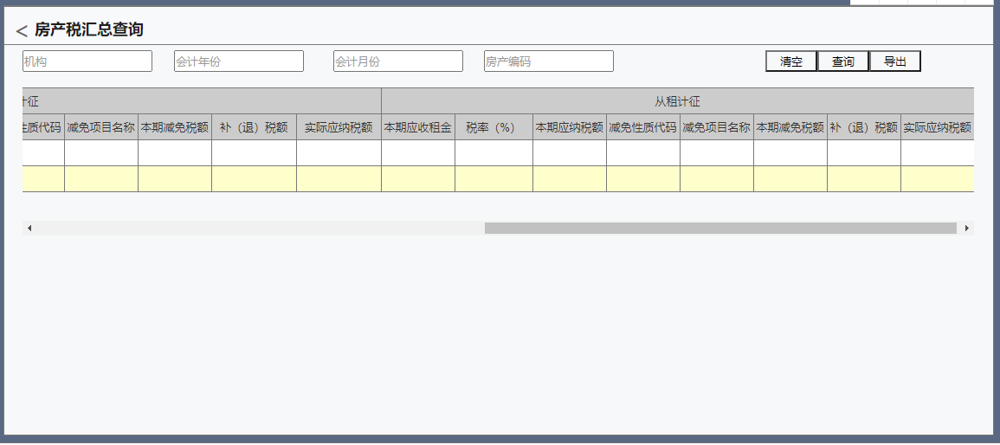 < 房产税汇总查询
机构 会计年份 会计月份 房产编码 清空 查询 导出
计征 从租计征
性质代码 减免项目名称 本期减免税额 补（退）税额 实际应纳税额 本期应收租金 税率（%） 本期应纳税额 减免性质代码 减免项目名称 本期减免税额 补（退）税额 实际应纳税额